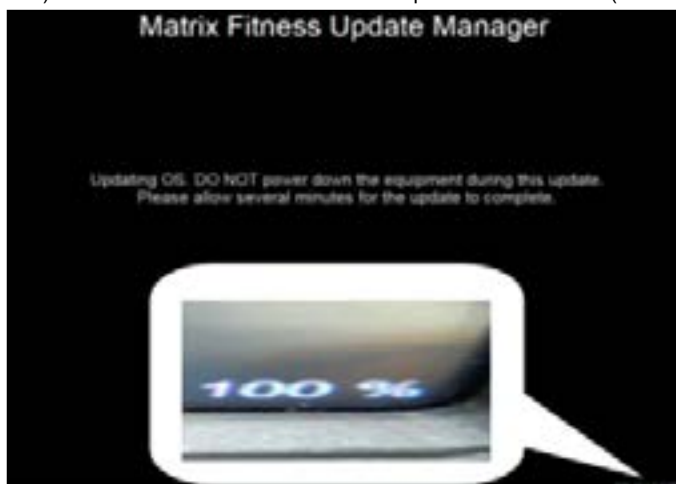 Matrix Fitness Update Manager
Updating OS. DO NOT power down the equipment during this update.
Please allow several minutes for the update to complete.
100 %